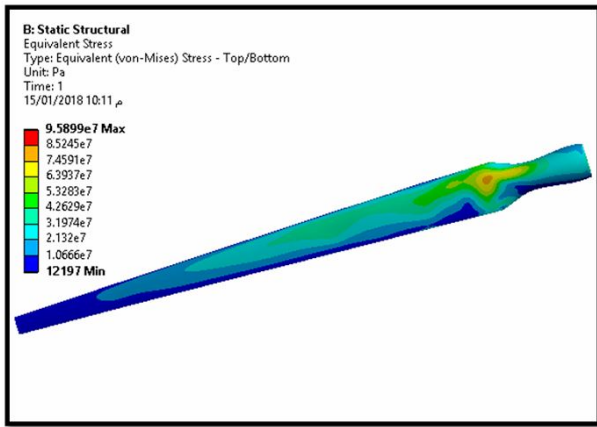 B: Static Structural
Equivalent Stress
Type: Equivalent (von-Mises) Stress - Top/Bottom
Unit: Pa
Time: 1
15/01/2018 10:11 م
9.5899e7 Max
8.5245e7
7.4591e7
6.3937e7
5.3283e7
4.2629e7
3.1974e7
2.132e7
1.0666e7
12197 Min